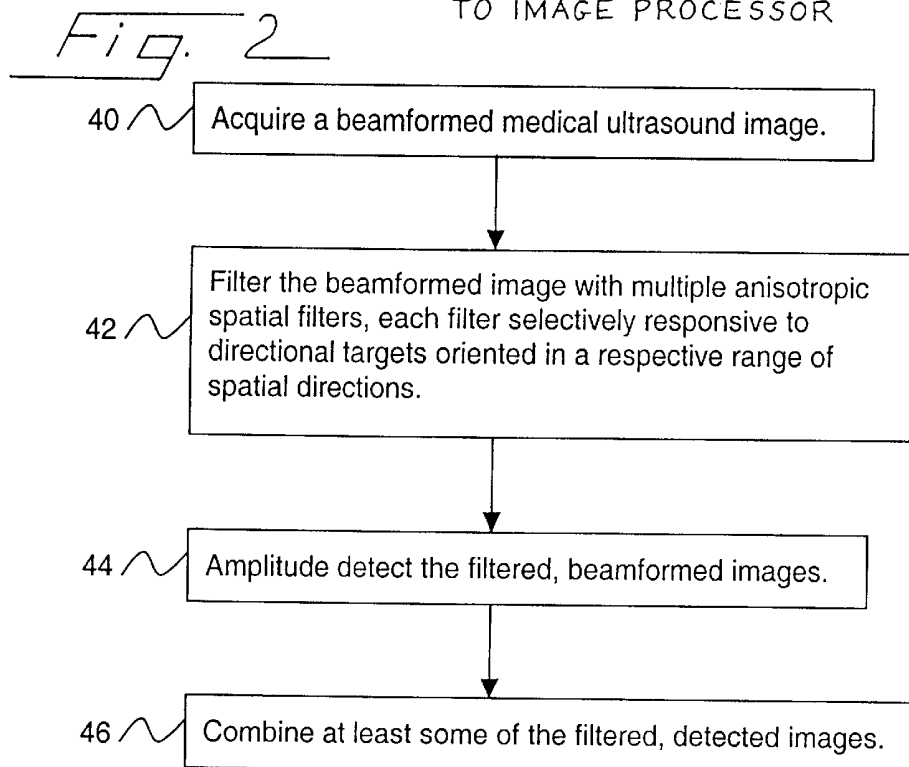 TO IMAGE PROCESSOR
Fig. 2
40
Acquire a beamformed medical ultrasound image.
42
Filter the beamformed image with multiple anisotropic
spatial filters, each filter selectively responsive to
directional targets oriented in a respective range of
spatial directions.
44
Amplitude detect the filtered, beamformed images.
46
Combine at least some of the filtered, detected images.